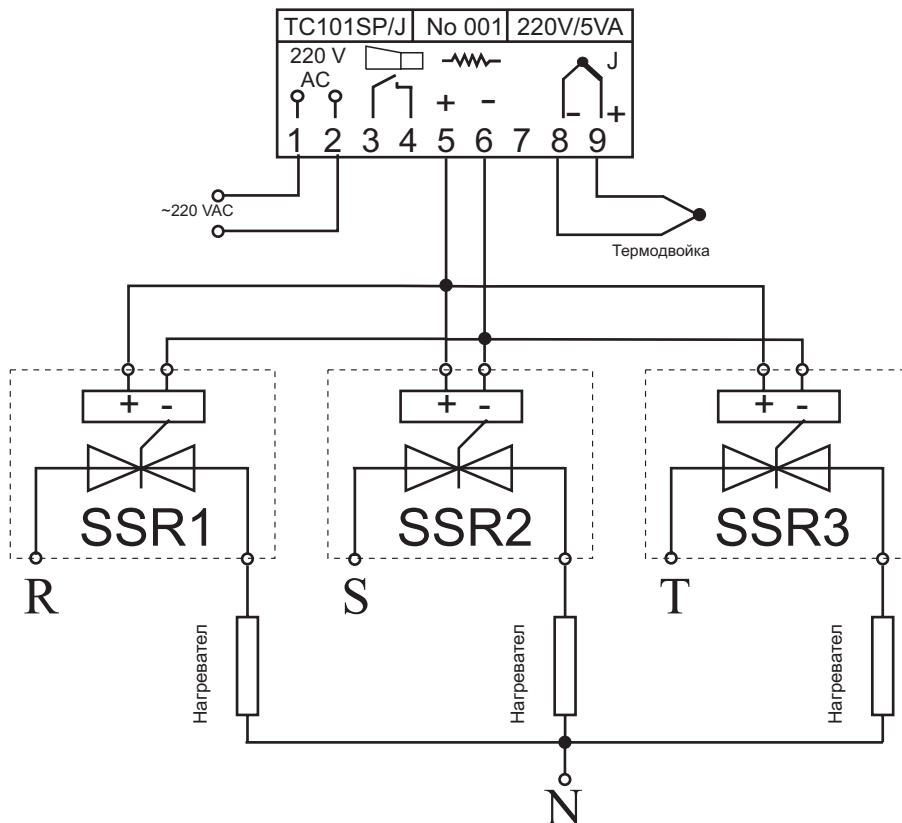 TC101SP/J No 001 220V/5VA
220 V
AC
J
+ - - +
1 2 3 4 5 6 7 8 9
~220 VAC
Термодвойка
+ - + - + -
SSR1 SSR2 SSR3
R S T
Нагревател Нагревател Нагревател
N